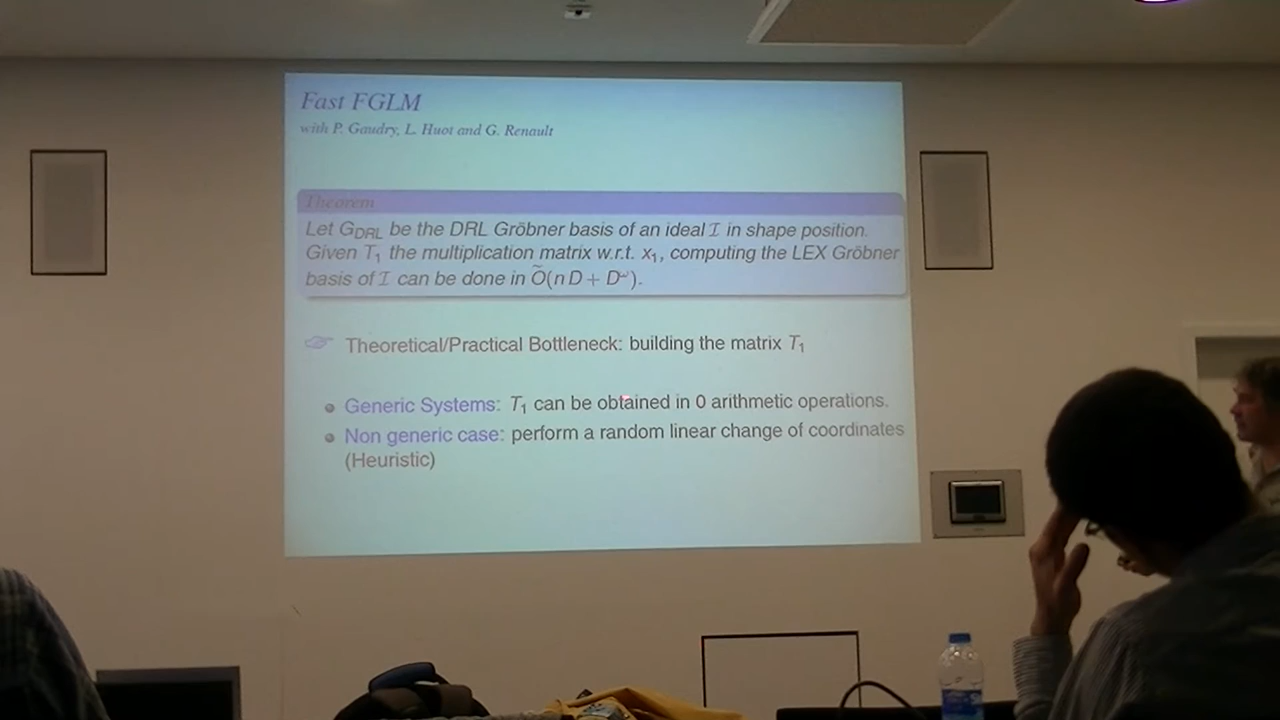 Fast FGLM
with P. Gaudry, L. Huot and G. Renault
Theorem
Let G_DRL be the DRL Gröbner basis of an ideal I in shape position.
Given T₁ the multiplication matrix w.r.t. x₁, computing the LEX Gröbner
basis of I can be done in Õ(n D + D^ω).
Theoretical/Practical Bottleneck: building the matrix T₁
Generic Systems: T₁ can be obtained in 0 arithmetic operations.
Non generic case: perform a random linear change of coordinates
(Heuristic)